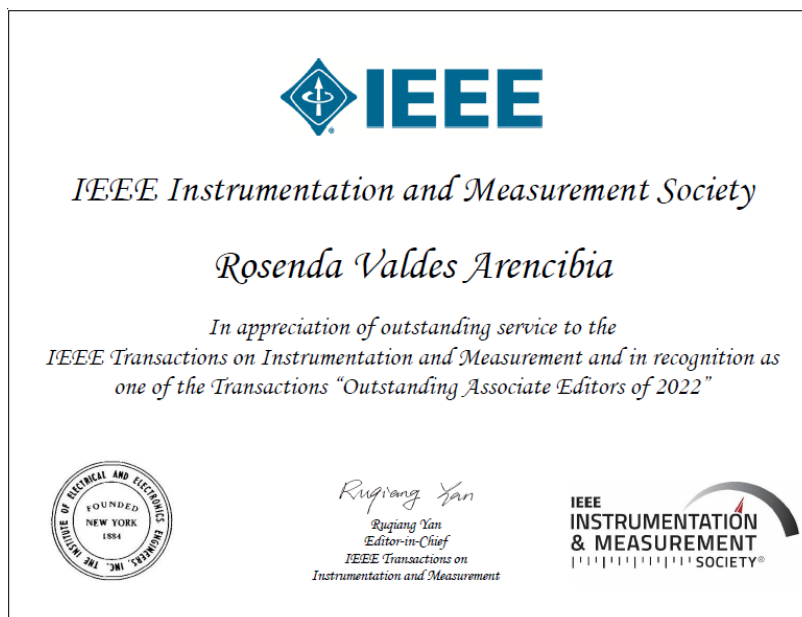 IEEE
IEEE Instrumentation and Measurement Society
Rosenda Valdes Arencibia
In appreciation of outstanding service to the
IEEE Transactions on Instrumentation and Measurement and in recognition as
one of the Transactions “Outstanding Associate Editors of 2022”
THE INSTITUTE OF ELECTRICAL AND ELECTRONICS ENGINEERS, INC.
FOUNDED
NEW YORK
1884
Ruqiang Yan
Ruqiang Yan
Editor-in-Chief
IEEE Transactions on
Instrumentation and Measurement
IEEE
INSTRUMENTATION
& MEASUREMENT
SOCIETY®